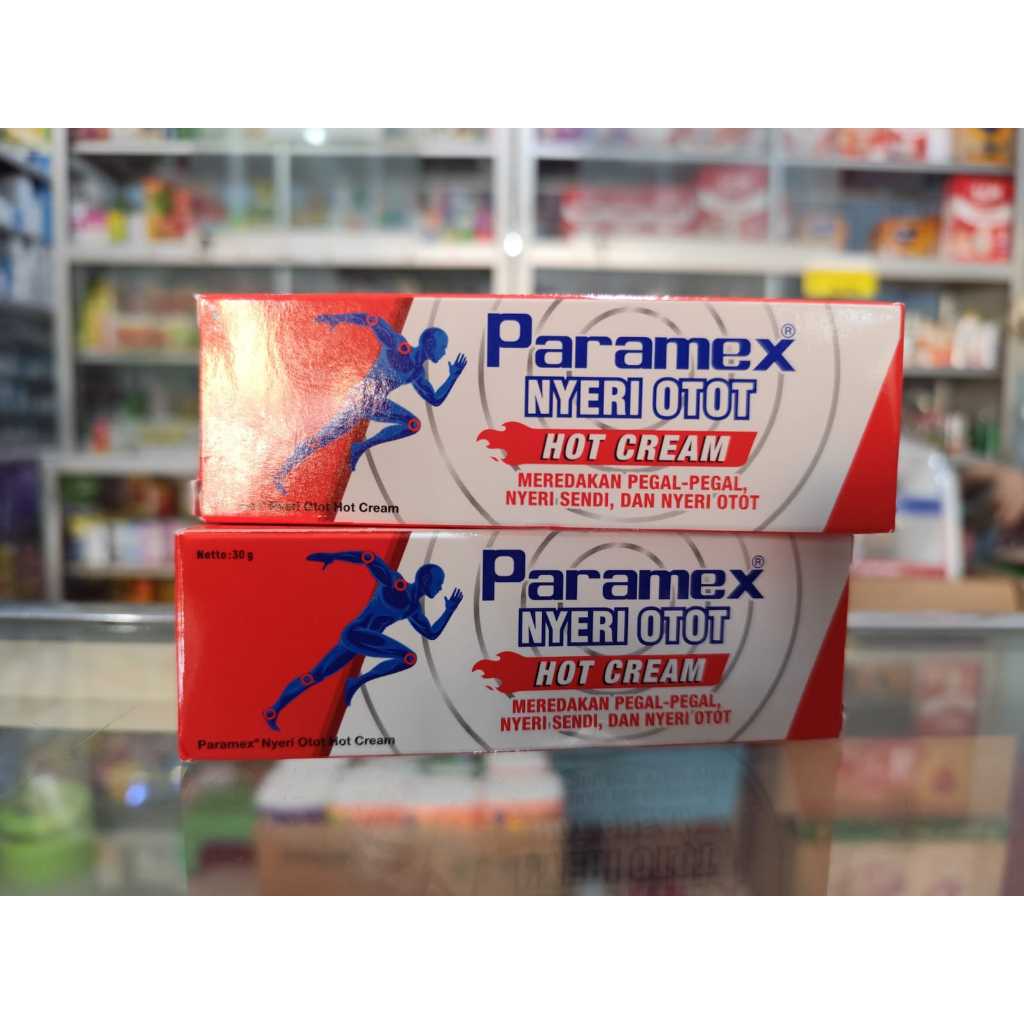 Paramex®
NYERI OTOT
HOT CREAM
MEREDAKAN PEGAL-PEGAL,
NYERI SENDI, DAN NYERI OTOT
Otot Hot Cream
Netto:30 g
Paramex®
NYERI OTOT
HOT CREAM
MEREDAKAN PEGAL-PEGAL,
NYERI SENDI, DAN NYERI OTOT
Paramex® Nyeri Otot Hot Cream